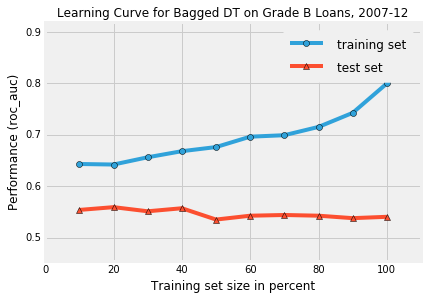 Learning Curve for Bagged DT on Grade B Loans, 2007-12
0.9
0.8
0.7
0.6
0.5
Performance (roc_auc)
training set
test set
0 20 40 60 80 100
Training set size in percent